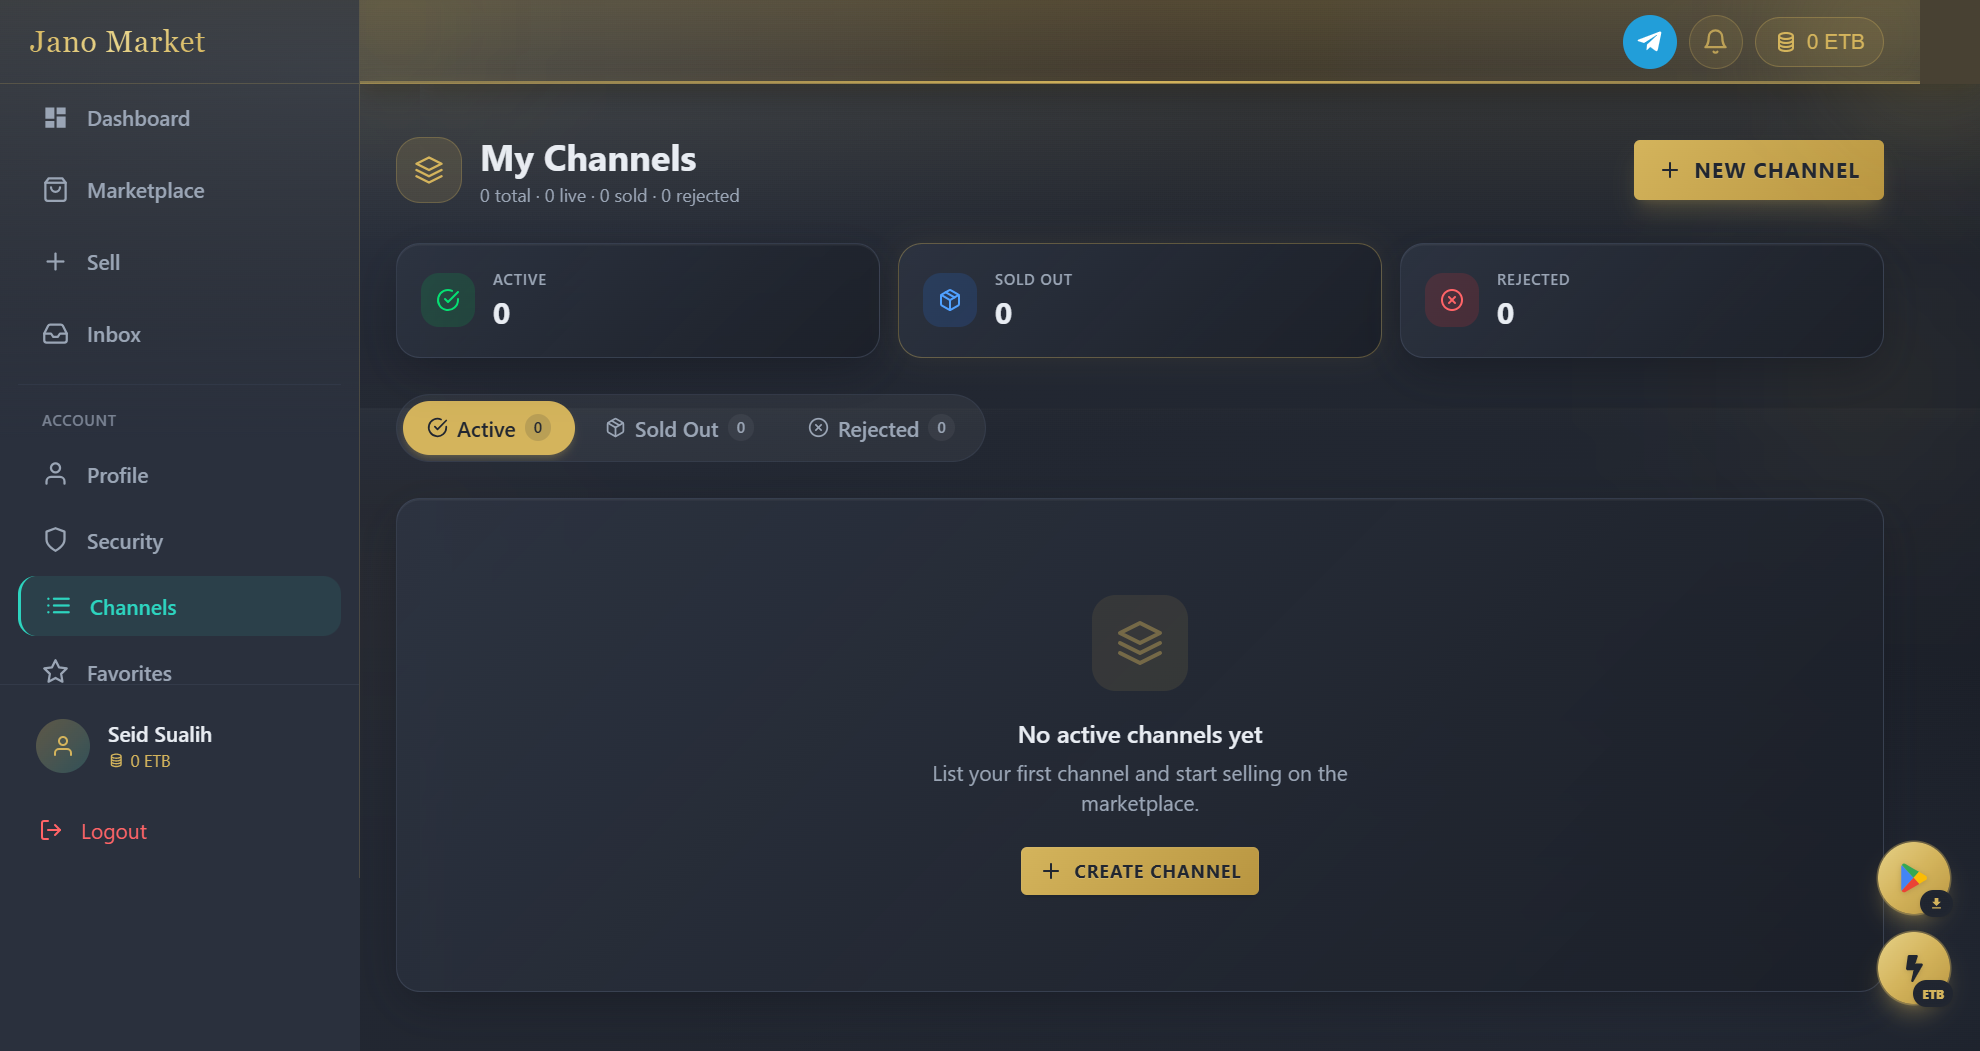 Jano Market
0 ETB
Dashboard
Marketplace
Sell
Inbox
ACCOUNT
Profile
Security
Channels
Favorites
Seid Sualih
0 ETB
Logout
My Channels
0 total · 0 live · 0 sold · 0 rejected
+ NEW CHANNEL
ACTIVE
0
SOLD OUT
0
REJECTED
0
Active 0
Sold Out 0
Rejected 0
No active channels yet
List your first channel and start selling on the
marketplace.
+ CREATE CHANNEL
ETB